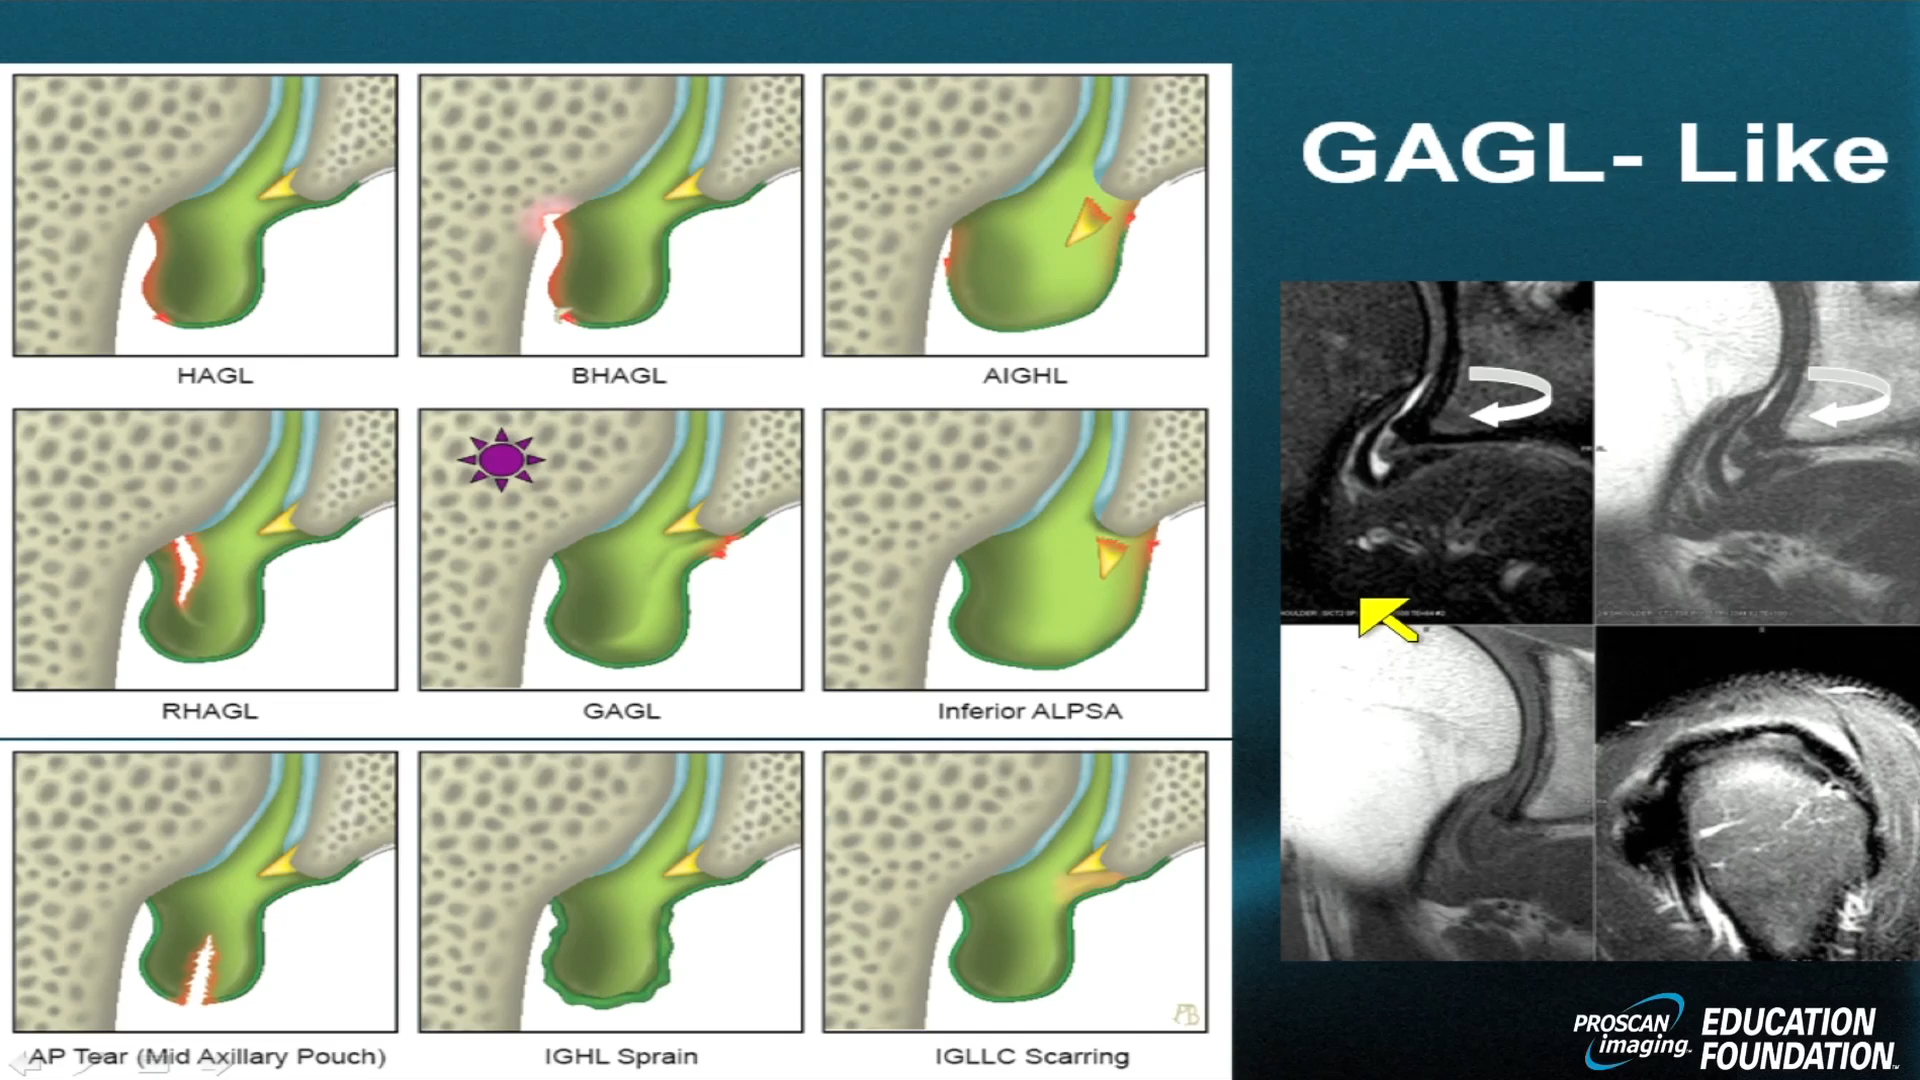 GAGL- Like
HAGL
BHAGL
AIGHL
RHAGL
GAGL
Inferior ALPSA
AP Tear (Mid Axillary Pouch)
IGHL Sprain
IGLLC Scarring
PROSCAN
imaging
EDUCATION
FOUNDATION